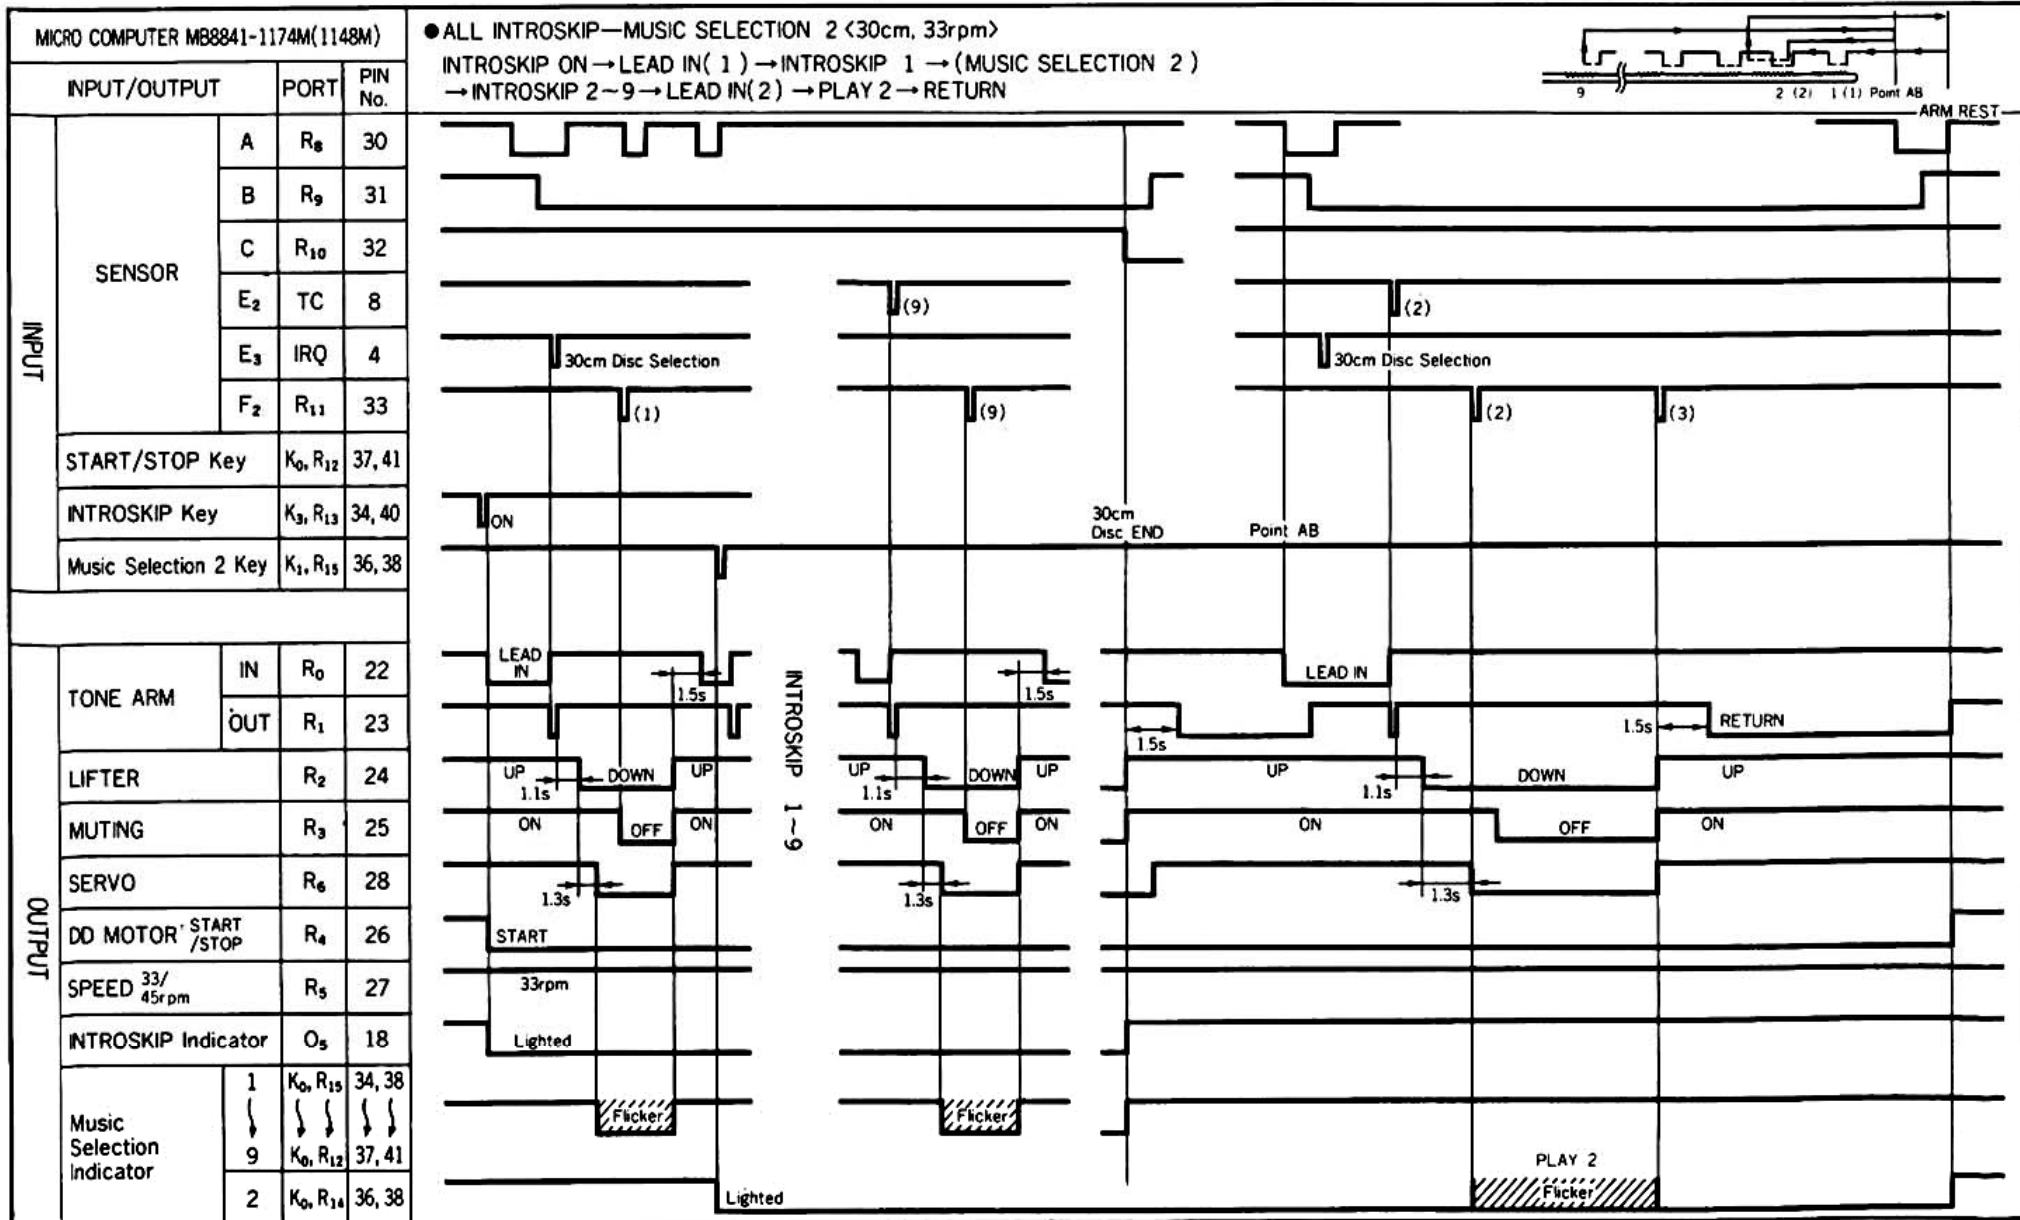 MICRO COMPUTER MB8841-1174M(1148M)
INPUT/OUTPUT PORT PIN No.
●ALL INTROSKIP—MUSIC SELECTION 2 <30cm, 33rpm>
INTROSKIP ON→LEAD IN( 1 )→INTROSKIP 1→(MUSIC SELECTION 2 )
→INTROSKIP 2~9→LEAD IN(2)→PLAY 2→RETURN
9 2 (2) 1 (1) Point AB
ARM REST
INPUT
SENSOR
A R8 30
B R9 31
C R10 32
E2 TC 8
(9) (2)
E3 IRQ 4
30cm Disc Selection 30cm Disc Selection
F2 R11 33
(1) (9) (2) (3)
START/STOP Key K0, R12 37, 41
INTROSKIP Key K3, R13 34, 40
ON
30cm Disc END
Point AB
Music Selection 2 Key K1, R15 36, 38
OUTPUT
TONE ARM
IN R0 22
LEAD IN 1.5s 1.5s LEAD IN
OUT R1 23
1.5s 1.5s RETURN
INTROSKIP 1~9
LIFTER R2 24
UP DOWN UP UP DOWN UP UP DOWN UP
1.1s 1.1s 1.1s
MUTING R3 25
ON OFF ON ON OFF ON ON OFF ON
SERVO R6 28
1.3s 1.3s 1.3s
DD MOTOR START/STOP R4 26
START
SPEED 33/45rpm R5 27
33rpm
INTROSKIP Indicator O5 18
Lighted
Music Selection Indicator
1 K0, R15 34, 38
Flicker Flicker
9 K0, R12 37, 41
PLAY 2
2 K0, R14 36, 38
Lighted Flicker